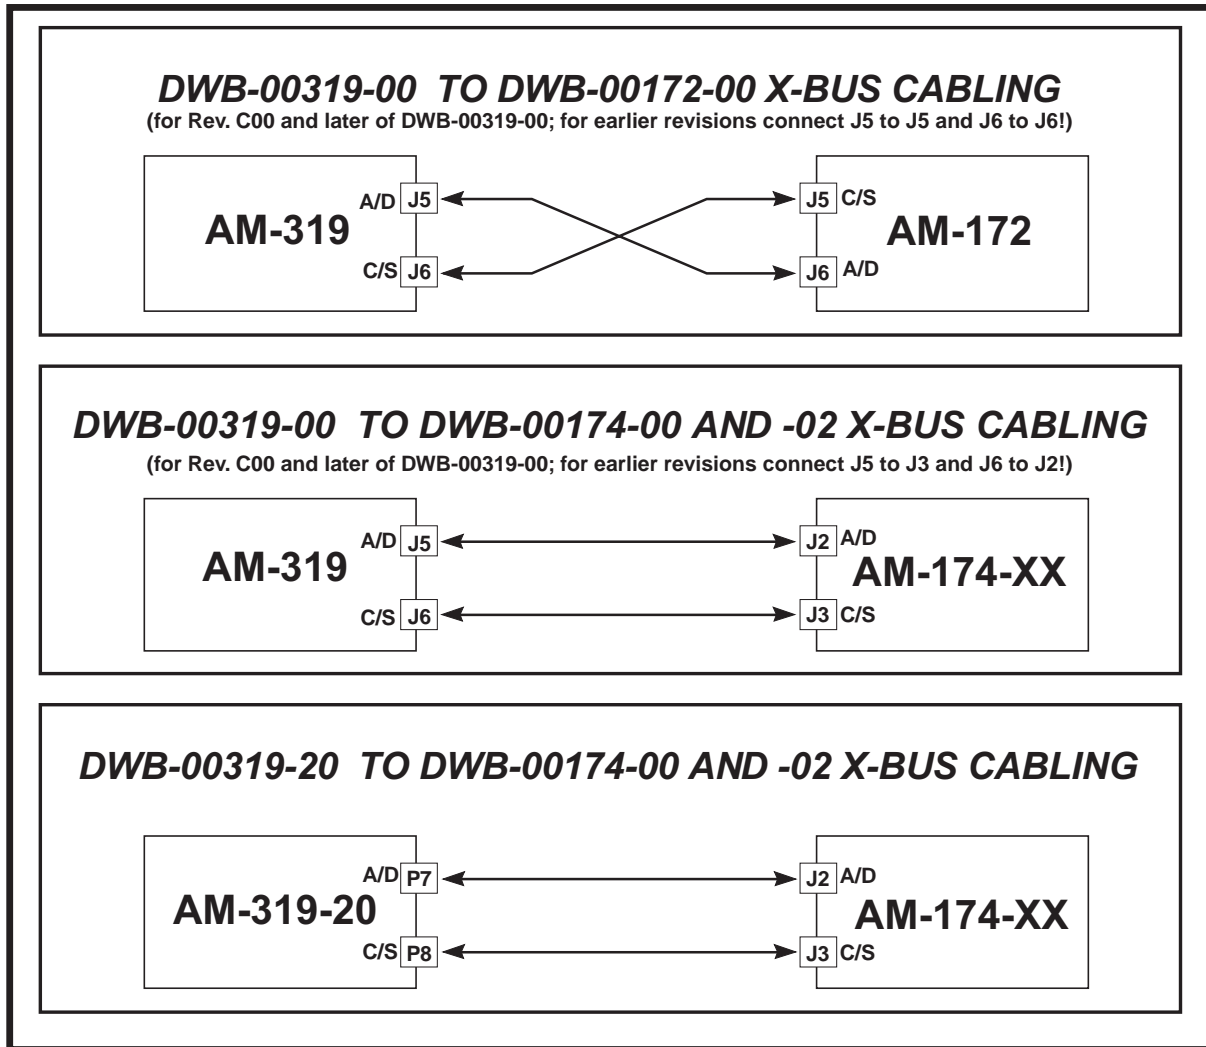 DWB-00319-00 TO DWB-00172-00 X-BUS CABLING
(for Rev. C00 and later of DWB-00319-00; for earlier revisions connect J5 to J5 and J6 to J6!)
A/D J5
J5 C/S
AM-319
AM-172
C/S J6
J6 A/D
DWB-00319-00 TO DWB-00174-00 AND -02 X-BUS CABLING
(for Rev. C00 and later of DWB-00319-00; for earlier revisions connect J5 to J3 and J6 to J2!)
A/D J5
J2 A/D
AM-319
AM-174-XX
C/S J6
J3 C/S
DWB-00319-20 TO DWB-00174-00 AND -02 X-BUS CABLING
A/D P7
J2 A/D
AM-319-20
AM-174-XX
C/S P8
J3 C/S